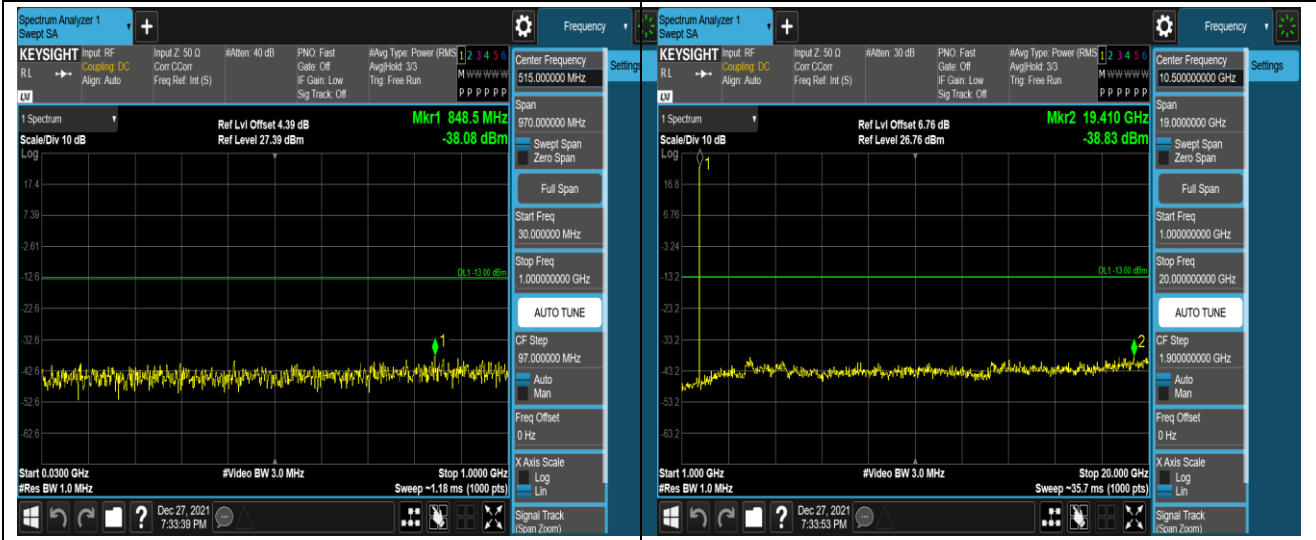 Spectrum Analyzer 1
Swept SA
+
Frequency
KEYSIGHT
Input: RF
Coupling: DC
Align: Auto
Input Z: 50 Ω
Corr CCorr
Freq Ref: Int (S)
#Atten: 40 dB
PNO: Fast
Gate: Off
IF Gain: Low
Sig Track: Off
#Avg Type: Power (RMS
Avg|Hold: 3/3
Trig: Free Run
1 2 3 4 5 6
M W W W W W
P P P P P P
RL
LXI
1 Spectrum
Scale/Div 10 dB
Log
Ref Lvl Offset 4.39 dB
Ref Level 27.39 dBm
Mkr1 848.5 MHz
-38.08 dBm
17.4
7.39
-2.61
-12.6
-22.6
-32.6
-42.6
-52.6
-62.6
DL1 -13.00 dBm
1
Start 0.0300 GHz
#Res BW 1.0 MHz
#Video BW 3.0 MHz
Stop 1.0000 GHz
Sweep ~1.18 ms (1000 pts)
Center Frequency
515.000000 MHz
Settings
Span
970.000000 MHz
Swept Span
Zero Span
Full Span
Start Freq
30.000000 MHz
Stop Freq
1.000000000 GHz
AUTO TUNE
CF Step
97.000000 MHz
Auto
Man
Freq Offset
0 Hz
X Axis Scale
Log
Lin
Signal Track
(Span Zoom)
?
Dec 27, 2021
7:33:39 PM
Spectrum Analyzer 1
Swept SA
+
Frequency
KEYSIGHT
Input: RF
Coupling: DC
Align: Auto
Input Z: 50 Ω
Corr CCorr
Freq Ref: Int (S)
#Atten: 30 dB
PNO: Fast
Gate: Off
IF Gain: Low
Sig Track: Off
#Avg Type: Power (RMS
Avg|Hold: 3/3
Trig: Free Run
1 2 3 4 5 6
M W W W W W
P P P P P P
RL
LXI
1 Spectrum
Scale/Div 10 dB
Log
Ref Lvl Offset 6.76 dB
Ref Level 26.76 dBm
Mkr2 19.410 GHz
-38.83 dBm
1
16.8
6.76
-3.24
-13.2
-23.2
-33.2
-43.2
-53.2
-63.2
DL1 -13.00 dBm
2
Start 1.000 GHz
#Res BW 1.0 MHz
#Video BW 3.0 MHz
Stop 20.000 GHz
Sweep ~35.7 ms (1000 pts)
Center Frequency
10.500000000 GHz
Settings
Span
19.0000000 GHz
Swept Span
Zero Span
Full Span
Start Freq
1.000000000 GHz
Stop Freq
20.000000000 GHz
AUTO TUNE
CF Step
1.900000000 GHz
Auto
Man
Freq Offset
0 Hz
X Axis Scale
Log
Lin
Signal Track
(Span Zoom)
?
Dec 27, 2021
7:33:53 PM